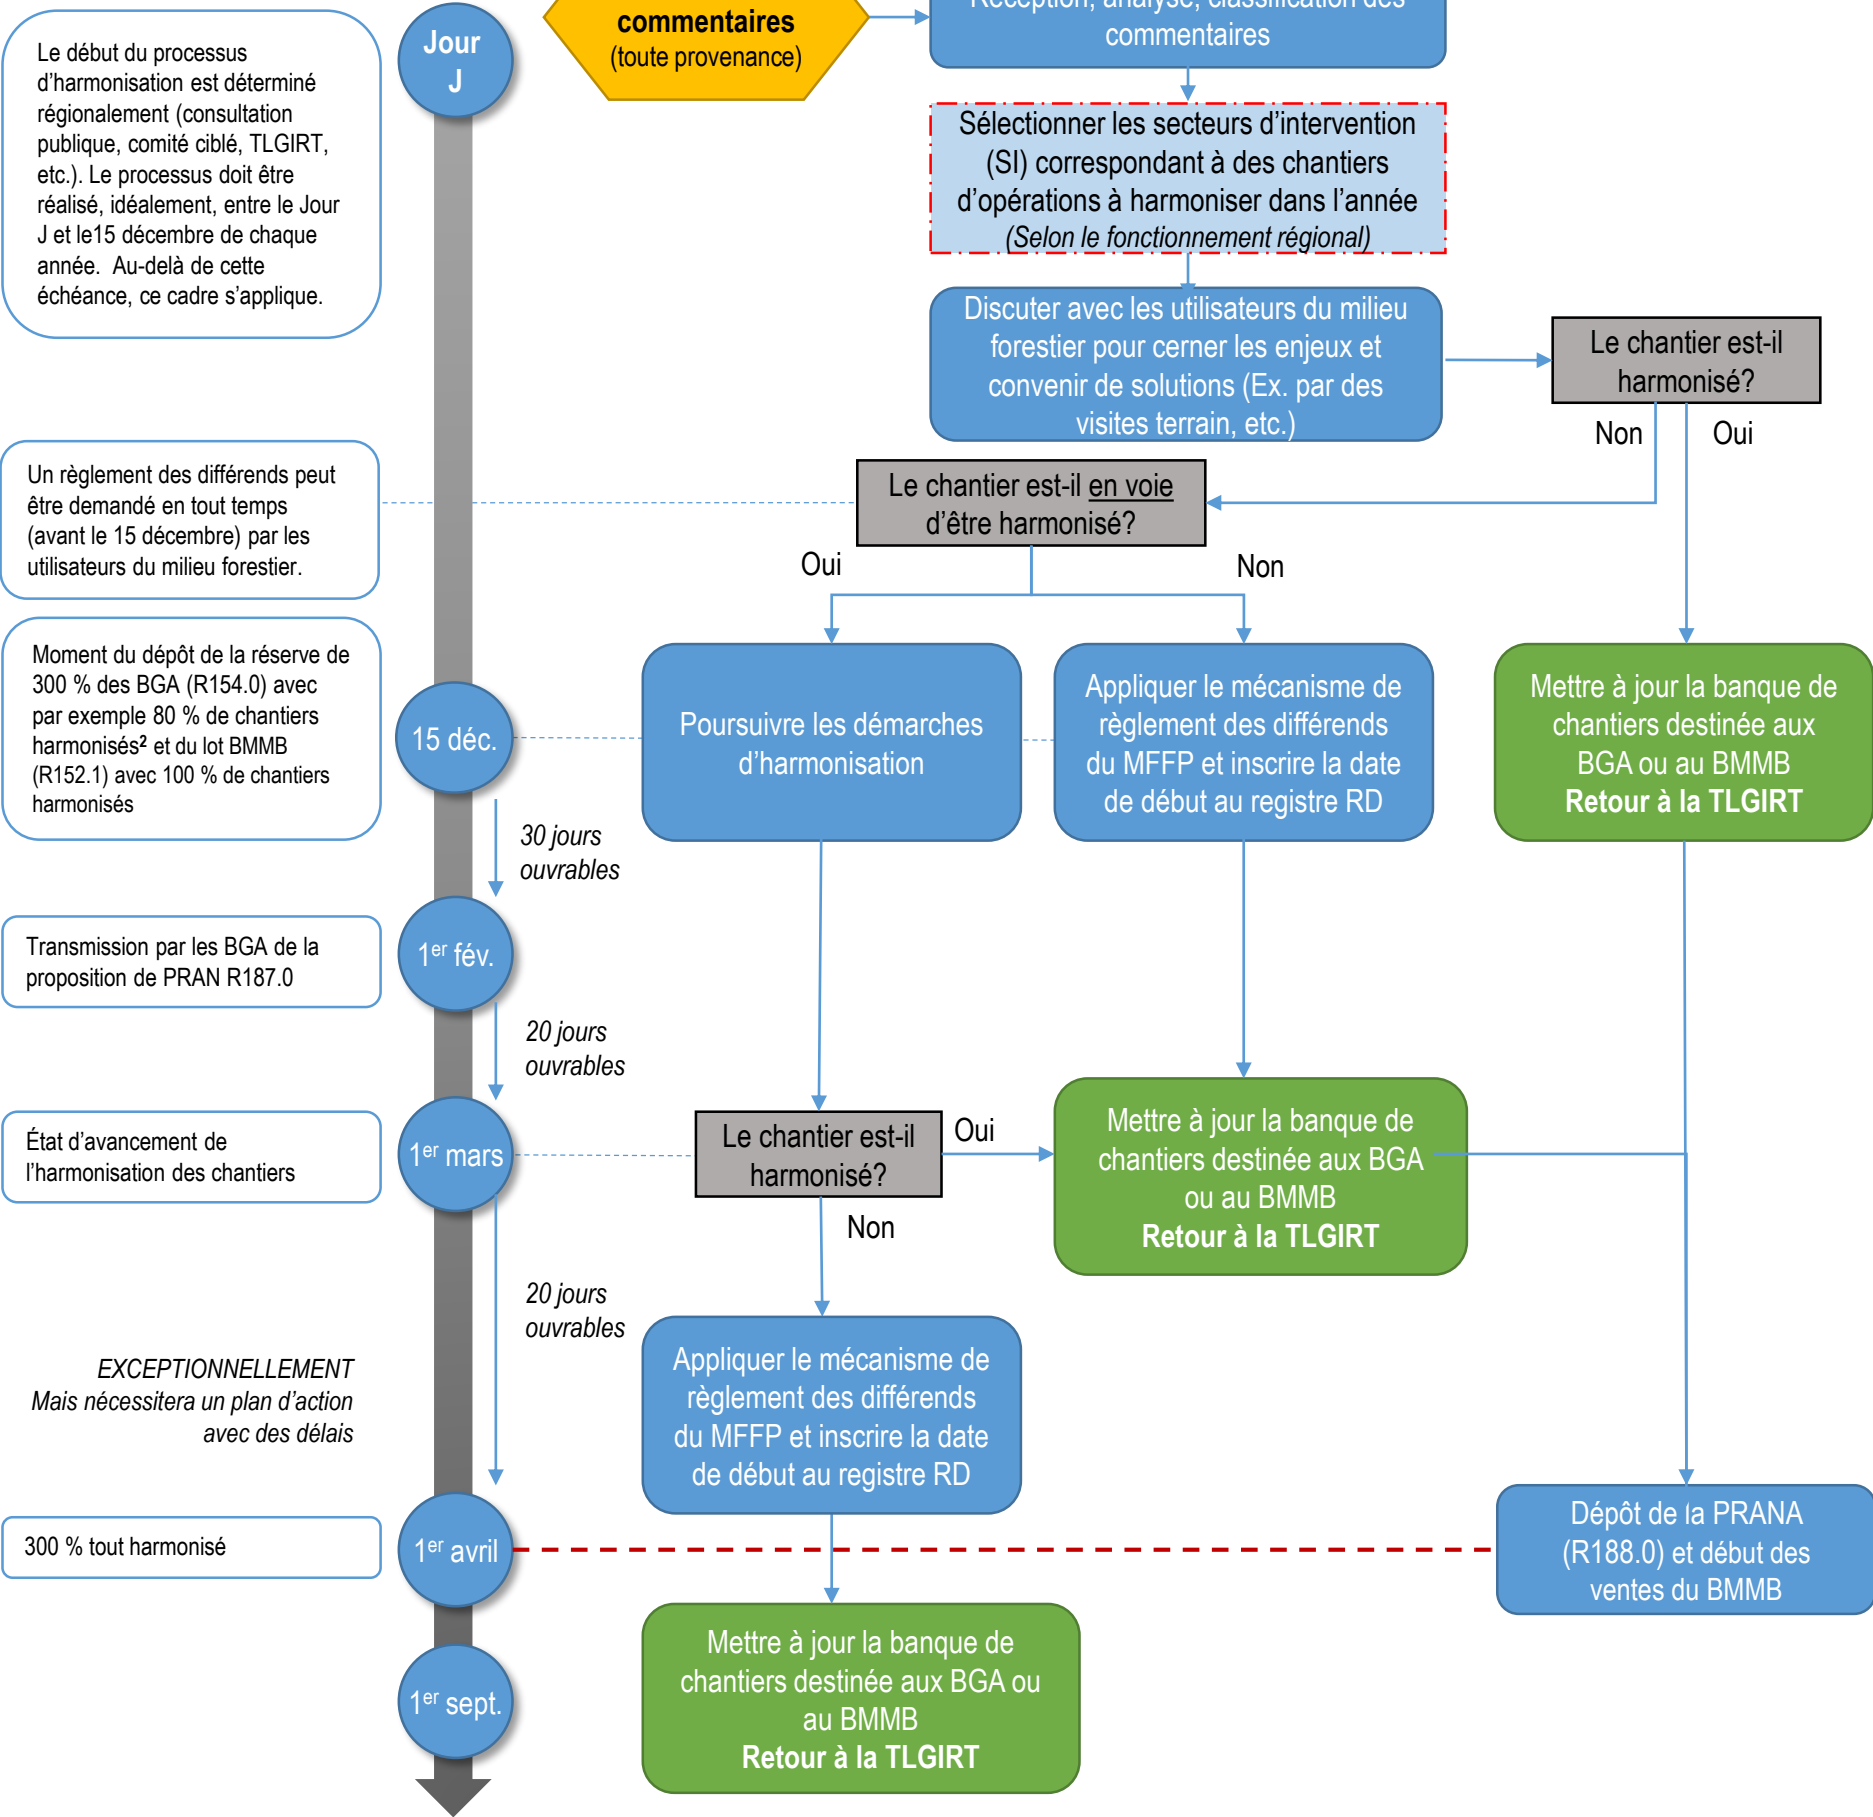 commentaires
(toute provenance)
Réception, analyse, classification des
commentaires
Jour
J
Le début du processus
d'harmonisation est déterminé
régionalement (consultation
publique, comité ciblé, TLGIRT,
etc.). Le processus doit être
réalisé, idéalement, entre le Jour
J et le15 décembre de chaque
année.  Au-delà de cette
échéance, ce cadre s'applique.
Sélectionner les secteurs d'intervention
(SI) correspondant à des chantiers
d'opérations à harmoniser dans l'année
(Selon le fonctionnement régional)
Discuter avec les utilisateurs du milieu
forestier pour cerner les enjeux et
convenir de solutions (Ex. par des
visites terrain, etc.)
Le chantier est-il
harmonisé?
Non
Oui
Un règlement des différends peut
être demandé en tout temps
(avant le 15 décembre) par les
utilisateurs du milieu forestier.
Le chantier est-il en voie
d'être harmonisé?
Oui
Non
Moment du dépôt de la réserve de
300 % des BGA (R154.0) avec
par exemple 80 % de chantiers
harmonisés² et du lot BMMB
(R152.1) avec 100 % de chantiers
harmonisés
15 déc.
Poursuivre les démarches
d'harmonisation
Appliquer le mécanisme de
règlement des différends
du MFFP et inscrire la date
de début au registre RD
Mettre à jour la banque de
chantiers destinée aux
BGA ou au BMMB
Retour à la TLGIRT
30 jours
ouvrables
Transmission par les BGA de la
proposition de PRAN R187.0
1er fév.
20 jours
ouvrables
État d'avancement de
l'harmonisation des chantiers
1er mars
Le chantier est-il
harmonisé?
Oui
Non
Mettre à jour la banque de
chantiers destinée aux BGA
ou au BMMB
Retour à la TLGIRT
20 jours
ouvrables
EXCEPTIONNELLEMENT
Mais nécessitera un plan d'action
avec des délais
Appliquer le mécanisme de
règlement des différends
du MFFP et inscrire la date
de début au registre RD
300 % tout harmonisé
1er avril
Dépôt de la PRANA
(R188.0) et début des
ventes du BMMB
1er sept.
Mettre à jour la banque de
chantiers destinée aux BGA ou
au BMMB
Retour à la TLGIRT